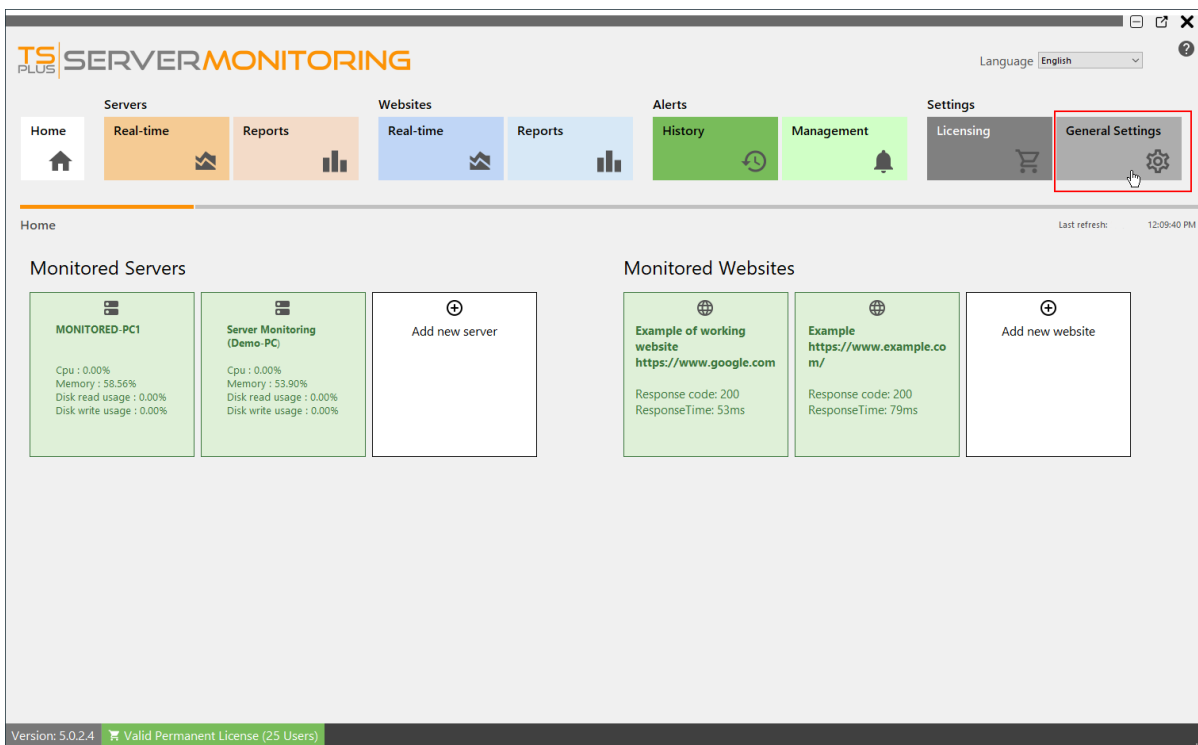 TS PLUS SERVERMONITORING
Language English
Servers Websites Alerts Settings
Home Real-time Reports Real-time Reports History Management Licensing General Settings
Home
Last refresh: 12:09:40 PM
Monitored Servers
MONITORED-PC1
Cpu : 0.00%
Memory : 58.56%
Disk read usage : 0.00%
Disk write usage : 0.00%
Server Monitoring
(Demo-PC)
Cpu : 0.00%
Memory : 53.90%
Disk read usage : 0.00%
Disk write usage : 0.00%
Add new server
Monitored Websites
Example of working
website
https://www.google.com
Response code: 200
ResponseTime: 53ms
Example
https://www.example.co
m/
Response code: 200
ResponseTime: 79ms
Add new website
Version: 5.0.2.4 Valid Permanent License (25 Users)